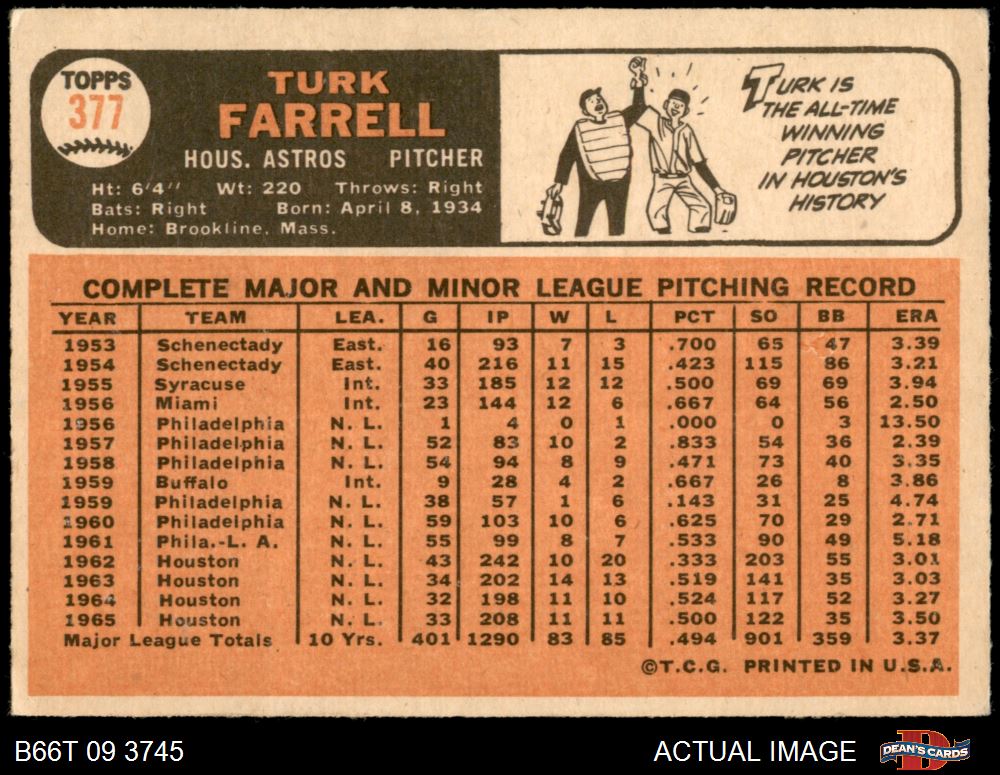 TOPPS
377
TURK
FARRELL
HOUS. ASTROS PITCHER
Ht: 6'4" Wt: 220 Throws: Right
Bats: Right Born: April 8, 1934
Home: Brookline, Mass.
TURK IS
THE ALL-TIME
WINNING
PITCHER
IN HOUSTON'S
HISTORY
COMPLETE MAJOR AND MINOR LEAGUE PITCHING RECORD
YEAR TEAM LEA. G IP W L PCT SO BB ERA
1953 Schenectady East. 16 93 7 3 .700 65 47 3.39
1954 Schenectady East. 40 216 11 15 .423 115 86 3.21
1955 Syracuse Int. 33 185 12 12 .500 69 69 3.94
1956 Miami Int. 23 144 12 6 .667 64 56 2.50
1956 Philadelphia N. L. 1 4 0 1 .000 0 3 13.50
1957 Philadelphia N. L. 52 83 10 2 .833 54 36 2.39
1958 Philadelphia N. L. 54 94 8 9 .471 73 40 3.35
1959 Buffalo Int. 9 28 4 2 .667 26 8 3.86
1959 Philadelphia N. L. 38 57 1 6 .143 31 25 4.74
1960 Philadelphia N. L. 59 103 10 6 .625 70 29 2.71
1961 Phila.-L. A. N. L. 55 99 8 7 .533 90 49 5.18
1962 Houston N. L. 43 242 10 20 .333 203 55 3.01
1963 Houston N. L. 34 202 14 13 .519 141 35 3.03
1964 Houston N. L. 32 198 11 10 .524 117 52 3.27
1965 Houston N. L. 33 208 11 11 .500 122 35 3.50
Major League Totals 10 Yrs. 401 1290 83 85 .494 901 359 3.37
©T.C.G. PRINTED IN U.S.A.
B66T 09 3745 ACTUAL IMAGE DEAN'S CARDS